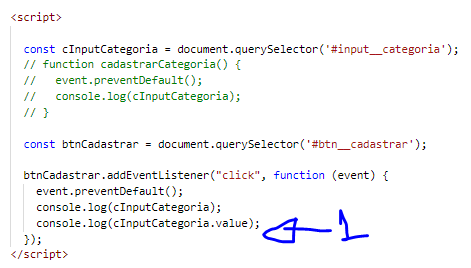 <script>
const cInputCategoria = document.querySelector('#input__categoria');
// function cadastrarCategoria() {
//   event.preventDefault();
//   console.log(cInputCategoria);
// }
const btnCadastrar = document.querySelector('#btn__cadastrar');
btnCadastrar.addEventListener("click", function (event) {
event.preventDefault();
console.log(cInputCategoria);
console.log(cInputCategoria.value);
1
});
</script>